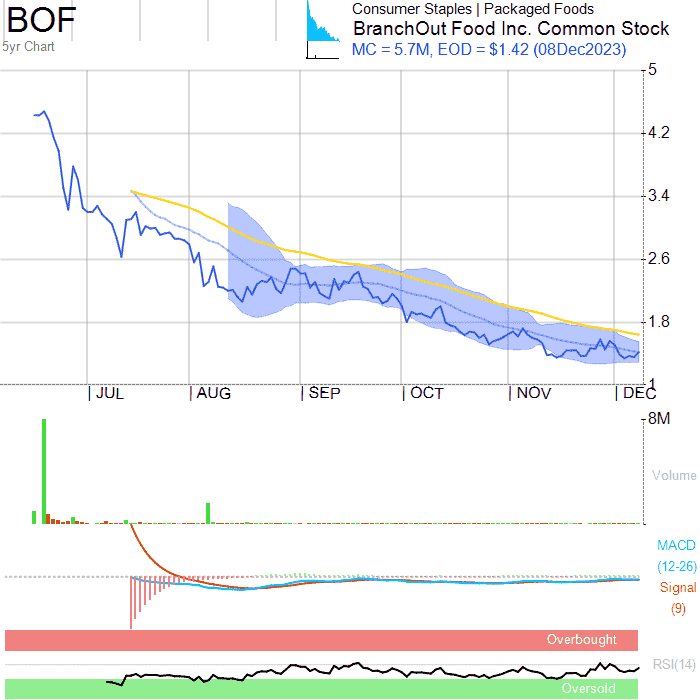 BOF
5yr Chart
Consumer Staples | Packaged Foods
BranchOut Food Inc. Common Stock
MC = 5.7M, EOD = $1.42 (08Dec2023)
5
4.2
3.4
2.6
1.8
1
JUL AUG SEP OCT NOV DEC
8M
Volume
MACD
(12-26)
Signal
(9)
Overbought
RSI(14)
Oversold